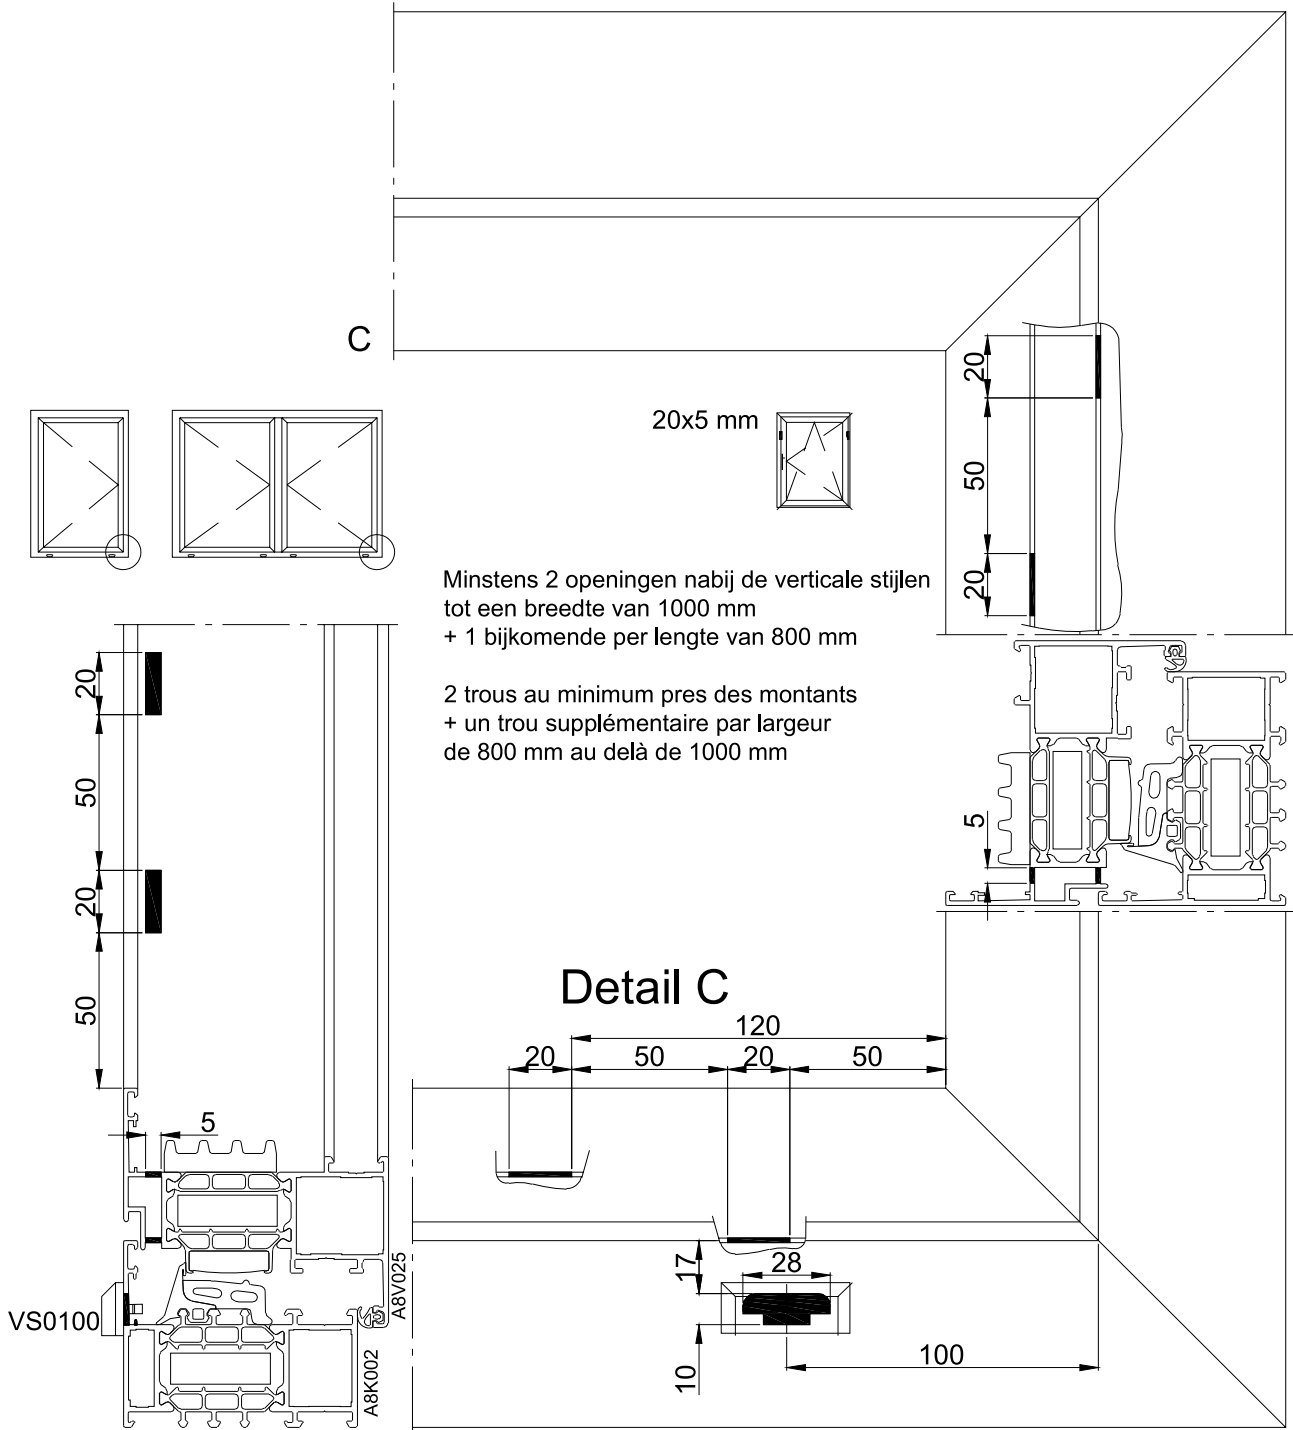 C
20x5 mm
20
50
20
Minstens 2 openingen nabij de verticale stijlen
tot een breedte van 1000 mm
+ 1 bijkomende per lengte van 800 mm
2 trous au minimum pres des montants
+ un trou supplémentaire par largeur
de 800 mm au delà de 1000 mm
20
50
20
50
5
5
Detail C
120
20 50 20 50
17
28
10
100
VS0100
A8V025
A8K002